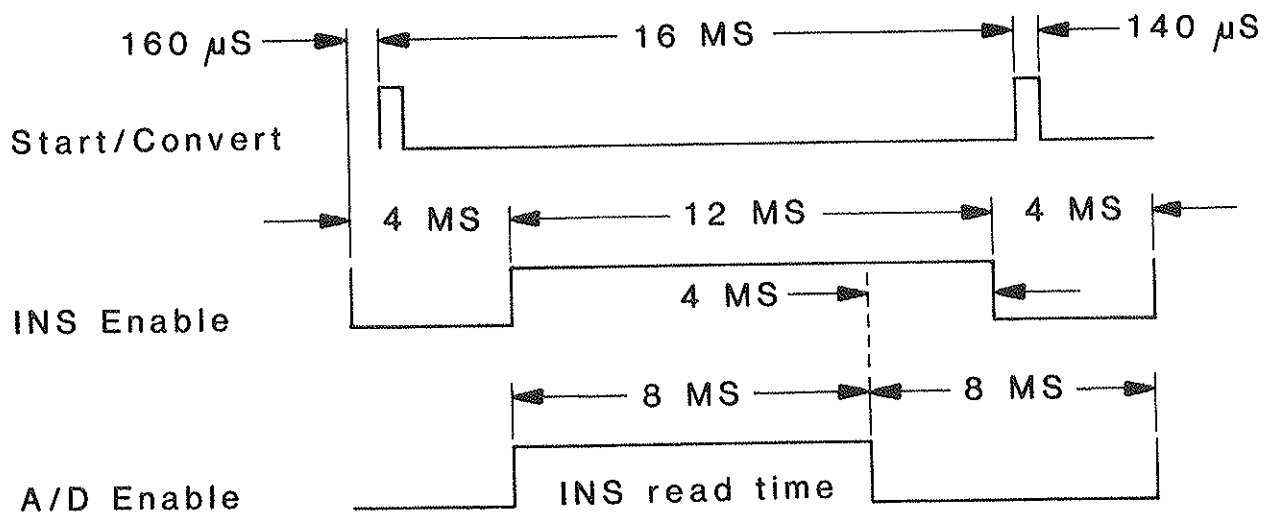 160 µS 16 MS 140 µS
Start/Convert
4 MS 12 MS 4 MS
4 MS
INS Enable
8 MS 8 MS
A/D Enable INS read time